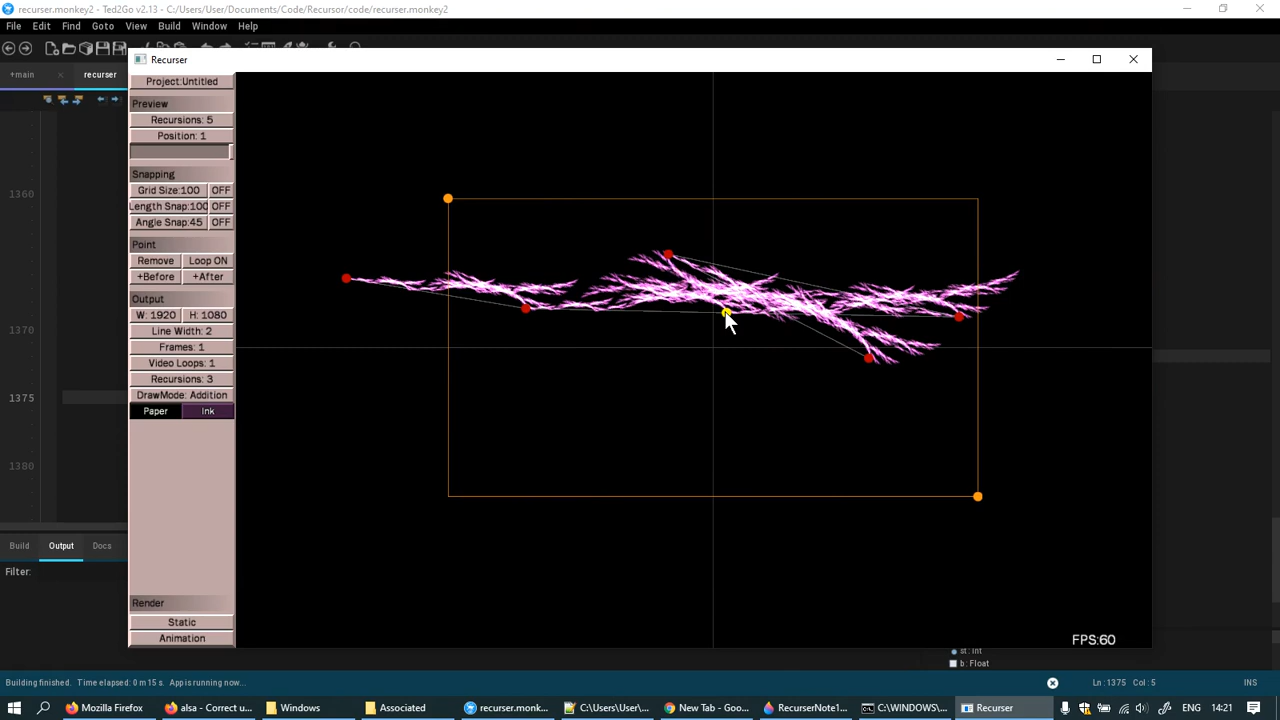 recurser.monkey2 - Ted2Go v2.13 - C:/Users/User/Documents/Code/Recursor/code/recurser.monkey2
File Edit Find Goto View Build Window Help
+main recurser
Recurser
Project:Untitled
Preview
Recursions: 5
Position: 1
Snapping
Grid Size:100 OFF
Length Snap:100 OFF
Angle Snap:45 OFF
Point
Remove Loop ON
+Before +After
Output
W: 1920 H: 1080
Line Width: 2
Frames: 1
Video Loops: 1
Recursions: 3
DrawMode: Addition
Paper Ink
Render
Static
Animation
1360
1370
1375
1380
Build Output Docs
Filter:
FPS:60
st : Int
b : Float
Building finished. Time elapsed: 0 m 15 s. App is running now... Ln : 1375 Col : 5 INS
Mozilla Firefox alsa - Correct u... Windows Associated recurser.monk... C:\Users\User\... New Tab - Goo... RecurserNote1... C:\WINDOWS\... Recurser ENG 14:21